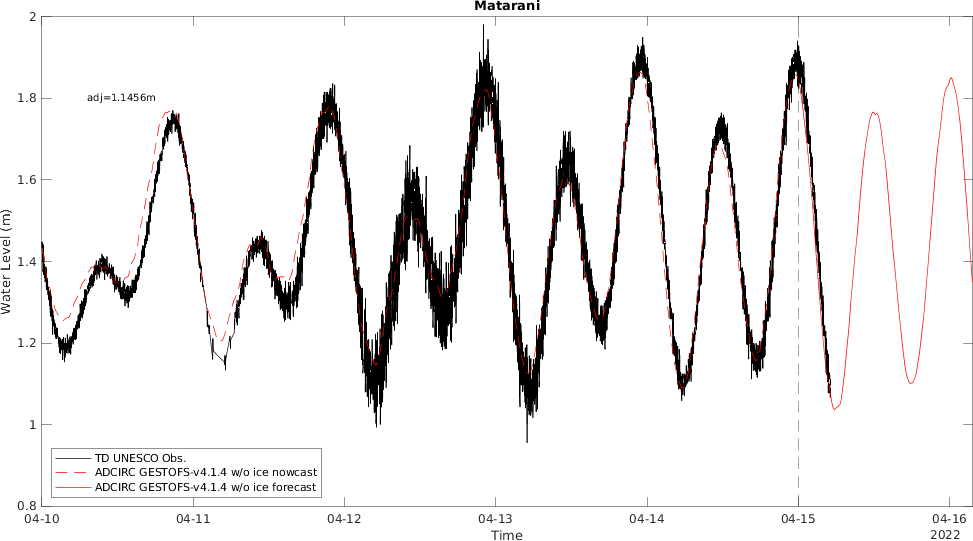 Matarani
2
1.8
1.6
1.4
1.2
1
0.8
Water Level (m)
adj=1.1456m
TD UNESCO Obs.
ADCIRC GESTOFS-v4.1.4 w/o ice nowcast
ADCIRC GESTOFS-v4.1.4 w/o ice forecast
04-10 04-11 04-12 04-13 04-14 04-15 04-16
Time
2022